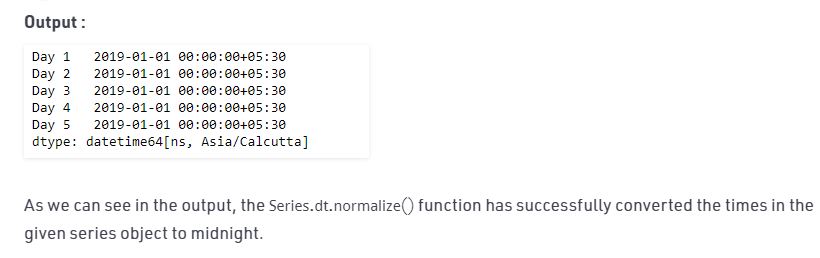 Output :
Day 1   2019-01-01 00:00:00+05:30
Day 2   2019-01-01 00:00:00+05:30
Day 3   2019-01-01 00:00:00+05:30
Day 4   2019-01-01 00:00:00+05:30
Day 5   2019-01-01 00:00:00+05:30
dtype: datetime64[ns, Asia/Calcutta]
As we can see in the output, the Series.dt.normalize() function has successfully converted the times in the
given series object to midnight.